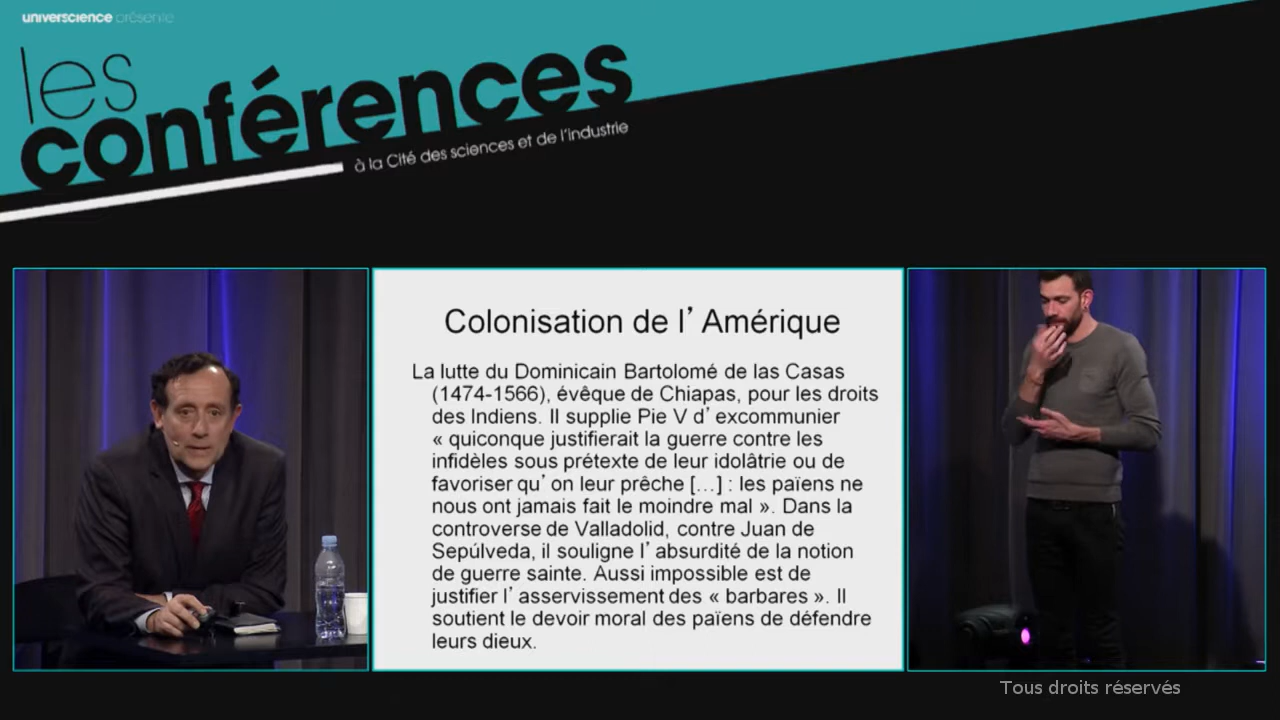 universcience présente
les
conférences
à la Cité des sciences et de l'industrie
Colonisation de l’ Amérique
La lutte du Dominicain Bartolomé de las Casas
(1474-1566), évêque de Chiapas, pour les droits
des Indiens. Il supplie Pie V d’ excommunier
« quiconque justifierait la guerre contre les
infidèles sous prétexte de leur idolâtrie ou de
favoriser qu’ on leur prêche […] : les païens ne
nous ont jamais fait le moindre mal ». Dans la
controverse de Valladolid, contre Juan de
Sepúlveda, il souligne l’ absurdité de la notion
de guerre sainte. Aussi impossible est de
justifier l’ asservissement des « barbares ». Il
soutient le devoir moral des païens de défendre
leurs dieux.
Tous droits réservés